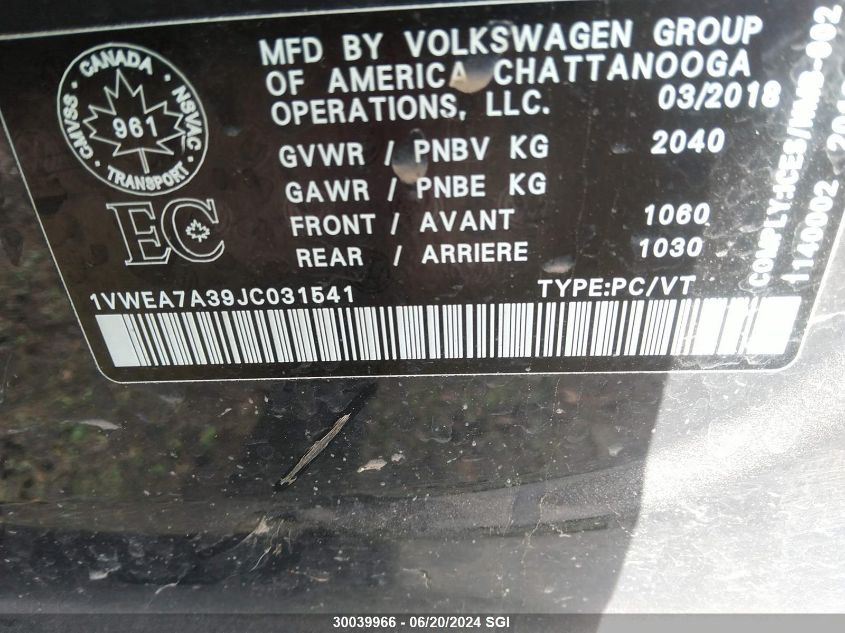 MFD BY VOLKSWAGEN GROUP
OF AMERICA CHATTANOOGA
OPERATIONS, LLC. 03/2018
CANADA
CMVSS NSVAC
961
TRANSPORT
EC
GVWR / PNBV KG 2040
GAWR / PNBE KG
FRONT / AVANT 1060
REAR / ARRIERE 1030
1VWEA7A39JC031541 TYPE:PC/VT
1140002
30039966 - 06/20/2024 SGI